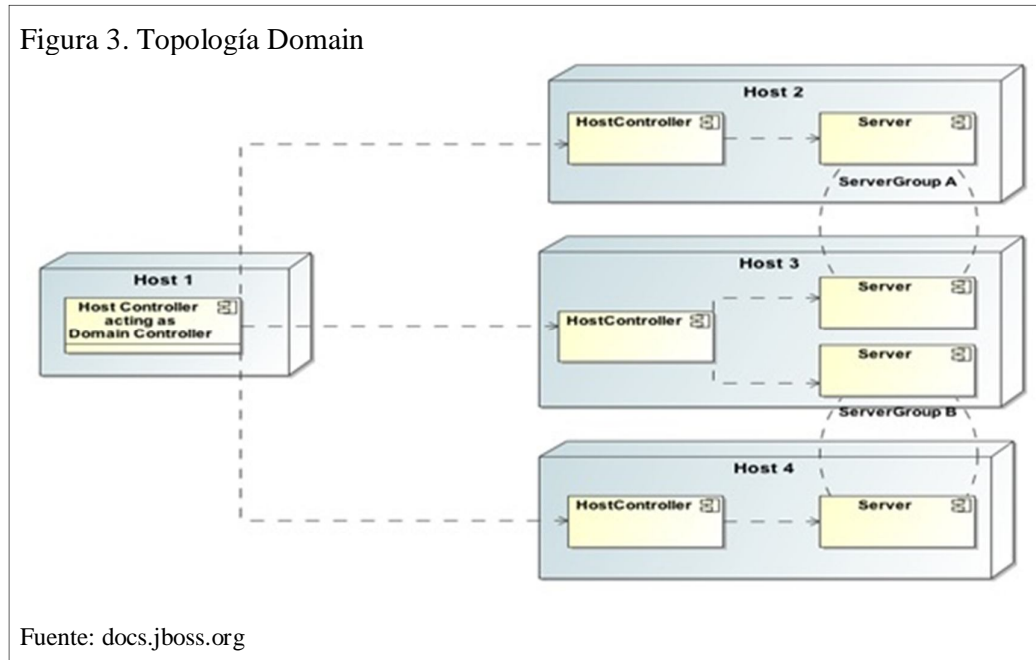 Figura 3. Topología Domain
Host 2
HostController
Server
ServerGroup A
Host 1
Host Controller
acting as
Domain Controller
Host 3
HostController
Server
Server
ServerGroup B
Host 4
HostController
Server
Fuente: docs.jboss.org